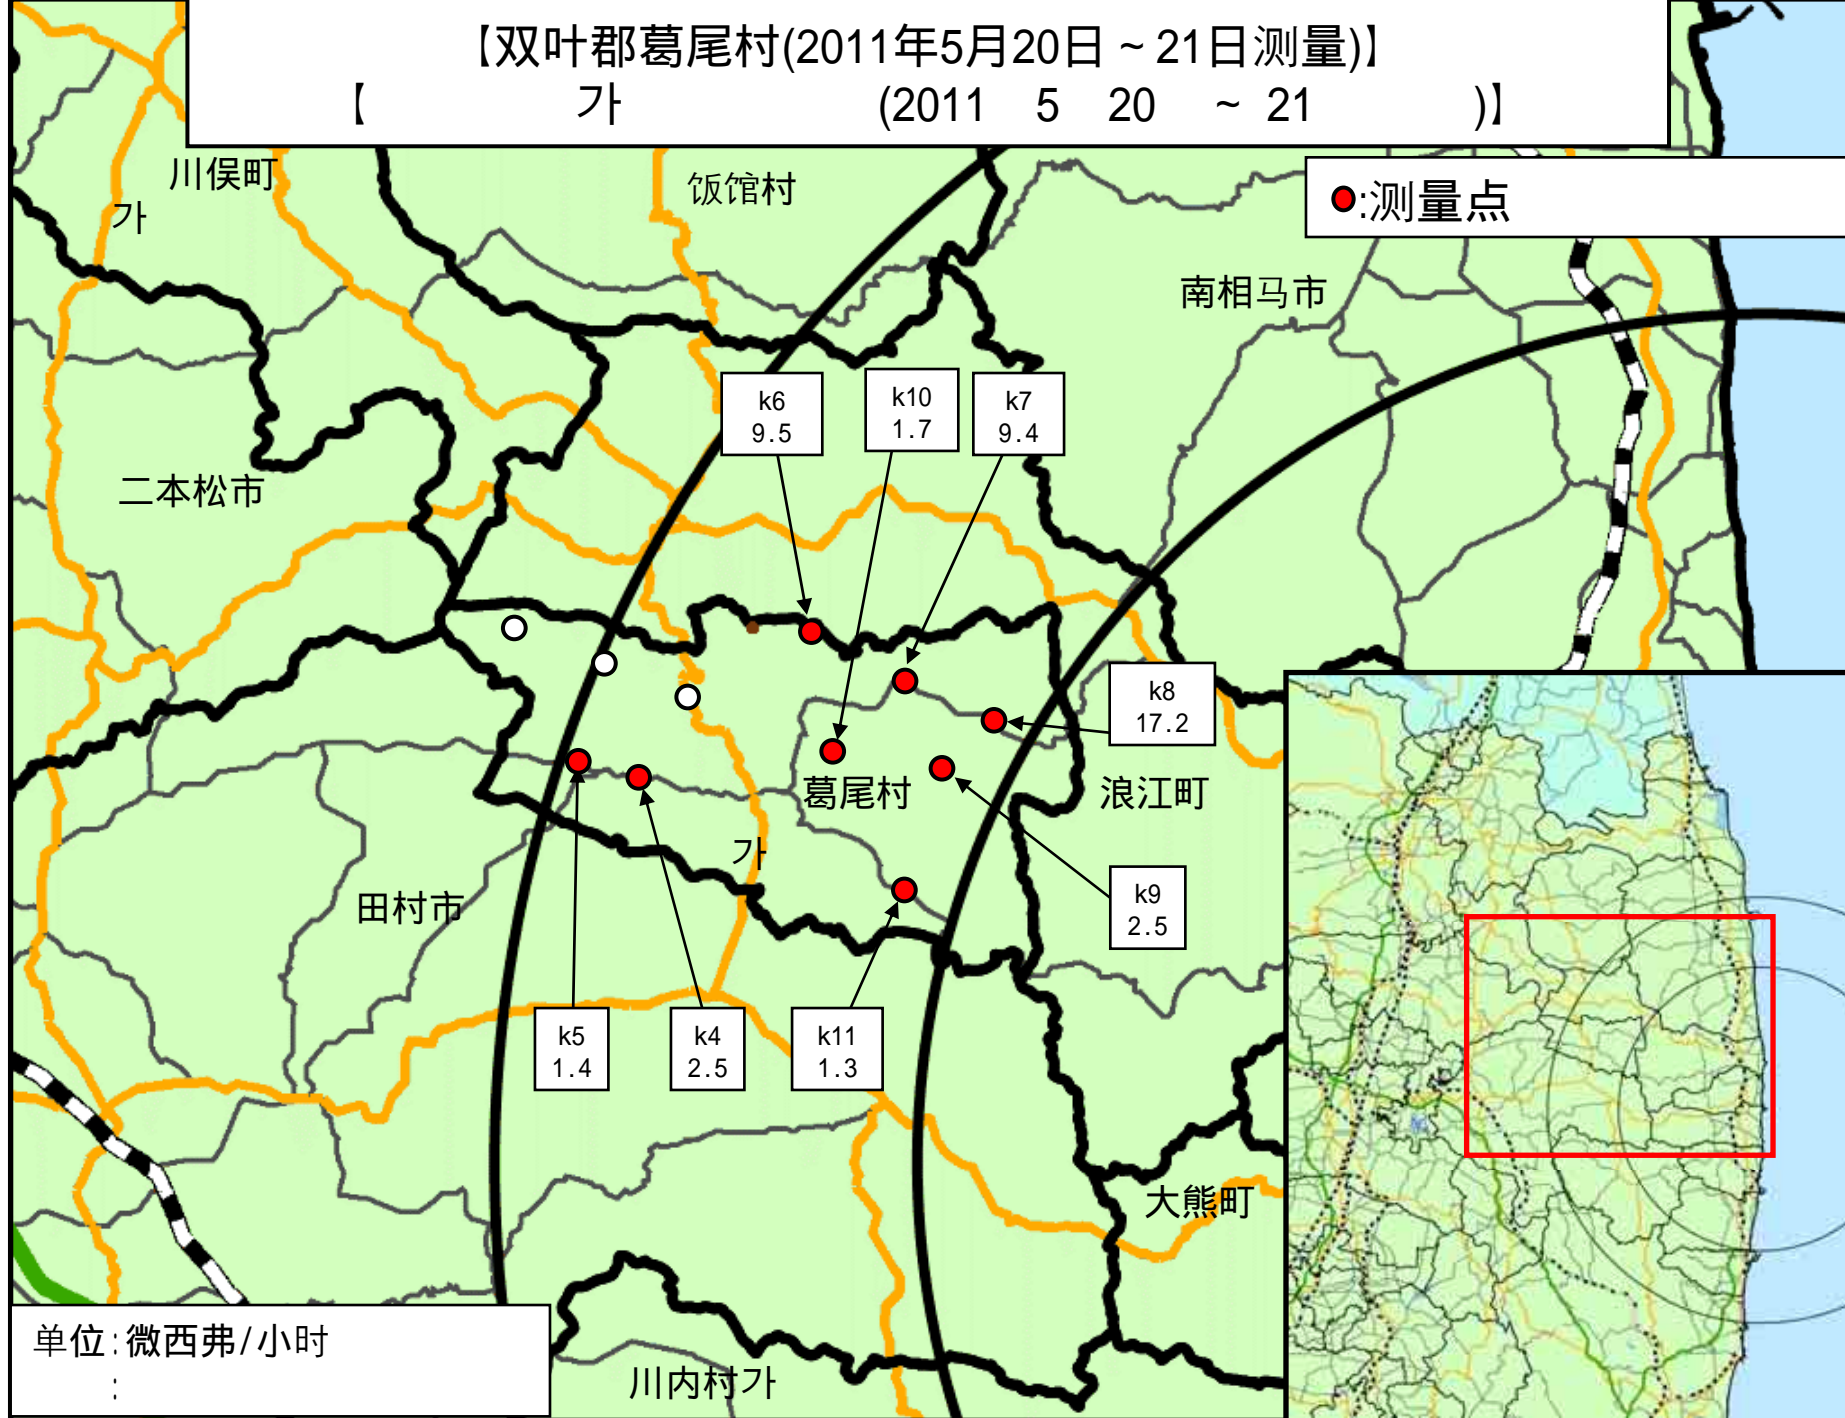 【双叶郡葛尾村(2011年5月20日～21日测量)】
【 가 (2011 5 20 ~ 21 )】
●:测量点
川俣町
가
饭馆村
南相马市
二本松市
k6
9.5
k10
1.7
k7
9.4
k8
17.2
葛尾村
浪江町
가
田村市
k9
2.5
k5
1.4
k4
2.5
k11
1.3
大熊町
单位:微西弗/小时
:
川内村가